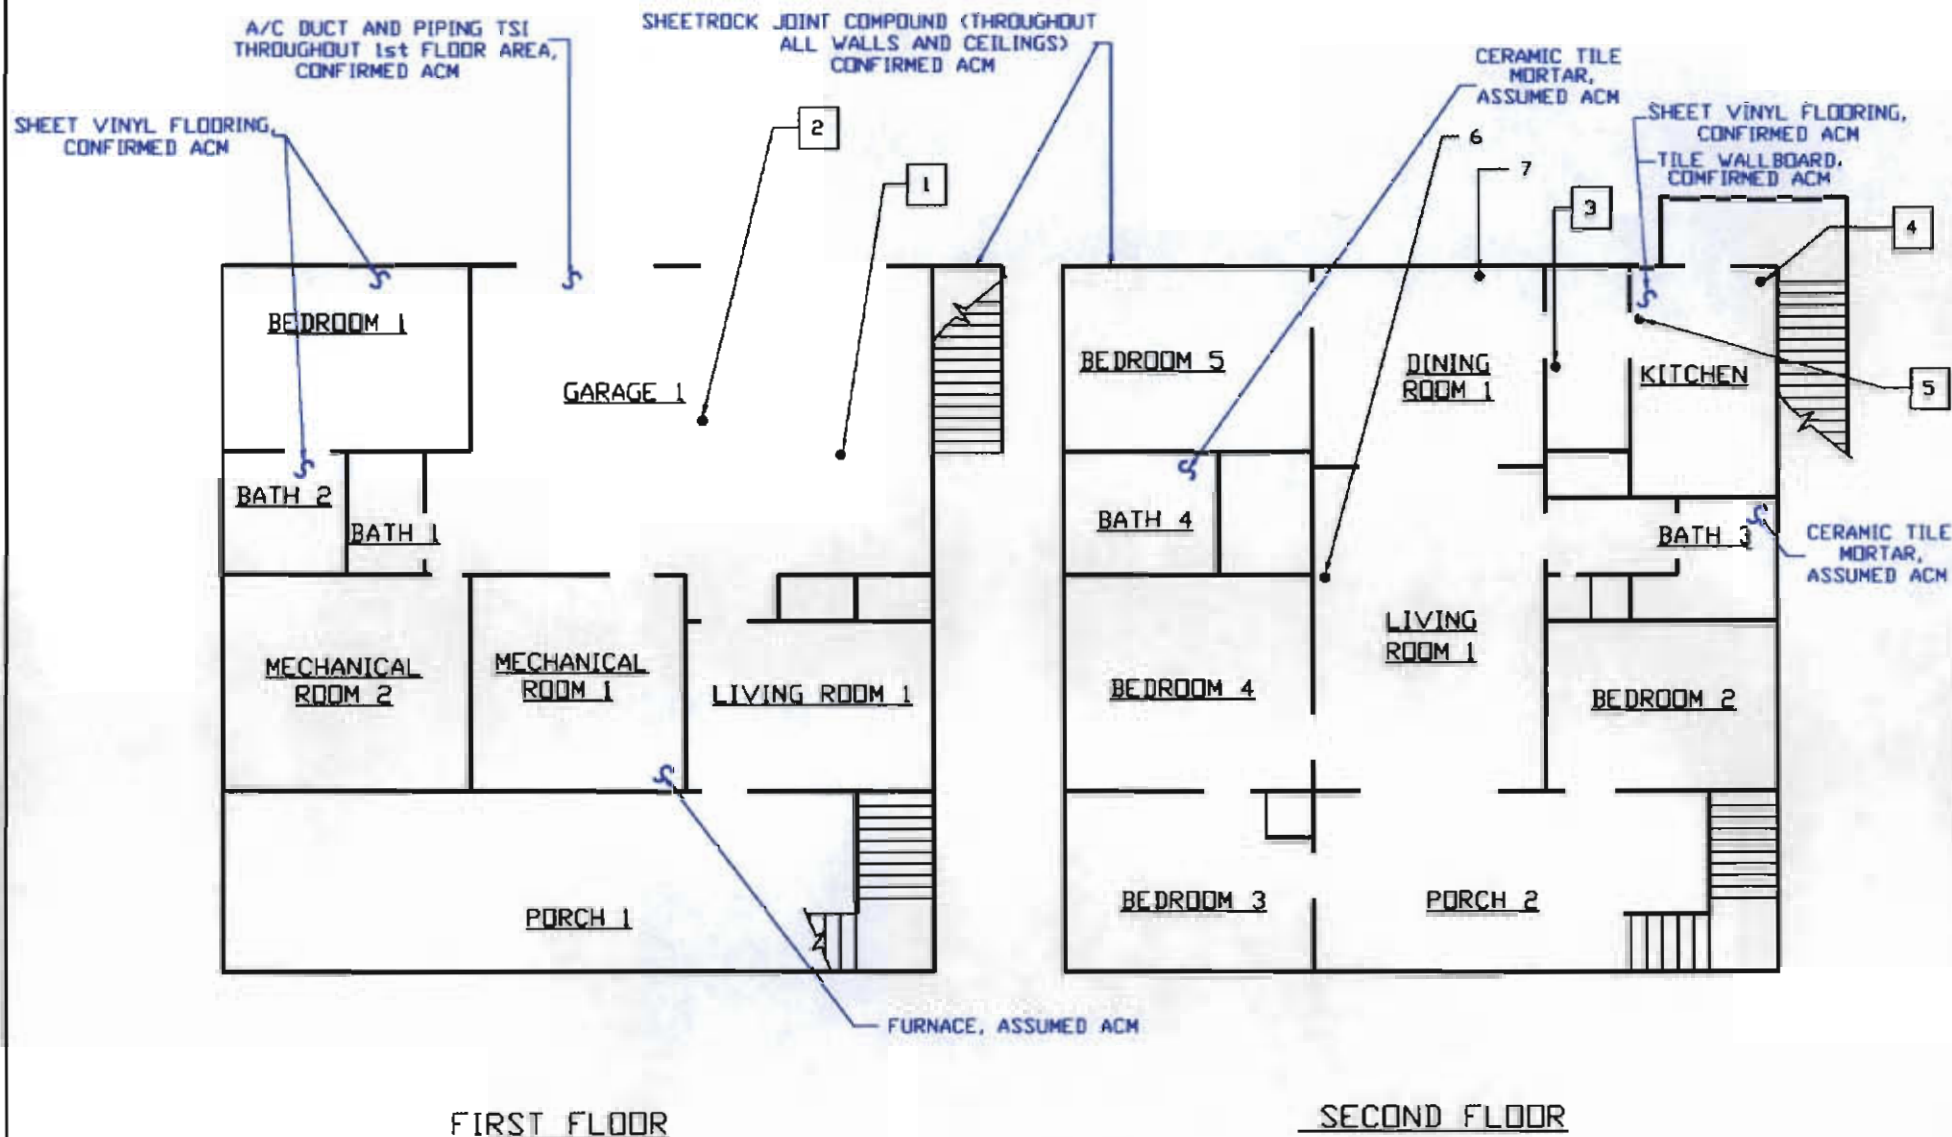 A/C DUCT AND PIPING TSI
THROUGHOUT 1st FLOOR AREA,
CONFIRMED ACM
SHEETROCK JOINT COMPOUND (THROUGHOUT
ALL WALLS AND CEILINGS)
CONFIRMED ACM
CERAMIC TILE
MORTAR,
ASSUMED ACM
SHEET VINYL FLOORING,
CONFIRMED ACM
SHEET VINYL FLOORING,
CONFIRMED ACM
TILE WALLBOARD,
CONFIRMED ACM
2
1
6
7
3
4
5
BEDROOM 1
GARAGE 1
BATH 2
BATH 1
MECHANICAL
ROOM 2
MECHANICAL
ROOM 1
LIVING ROOM 1
PORCH 1
FURNACE, ASSUMED ACM
BEDROOM 5
DINING
ROOM 1
KITCHEN
BATH 4
BATH 3
CERAMIC TILE
MORTAR,
ASSUMED ACM
LIVING
ROOM 1
BEDROOM 4
BEDROOM 2
BEDROOM 3
PORCH 2
FIRST FLOOR
SECOND FLOOR